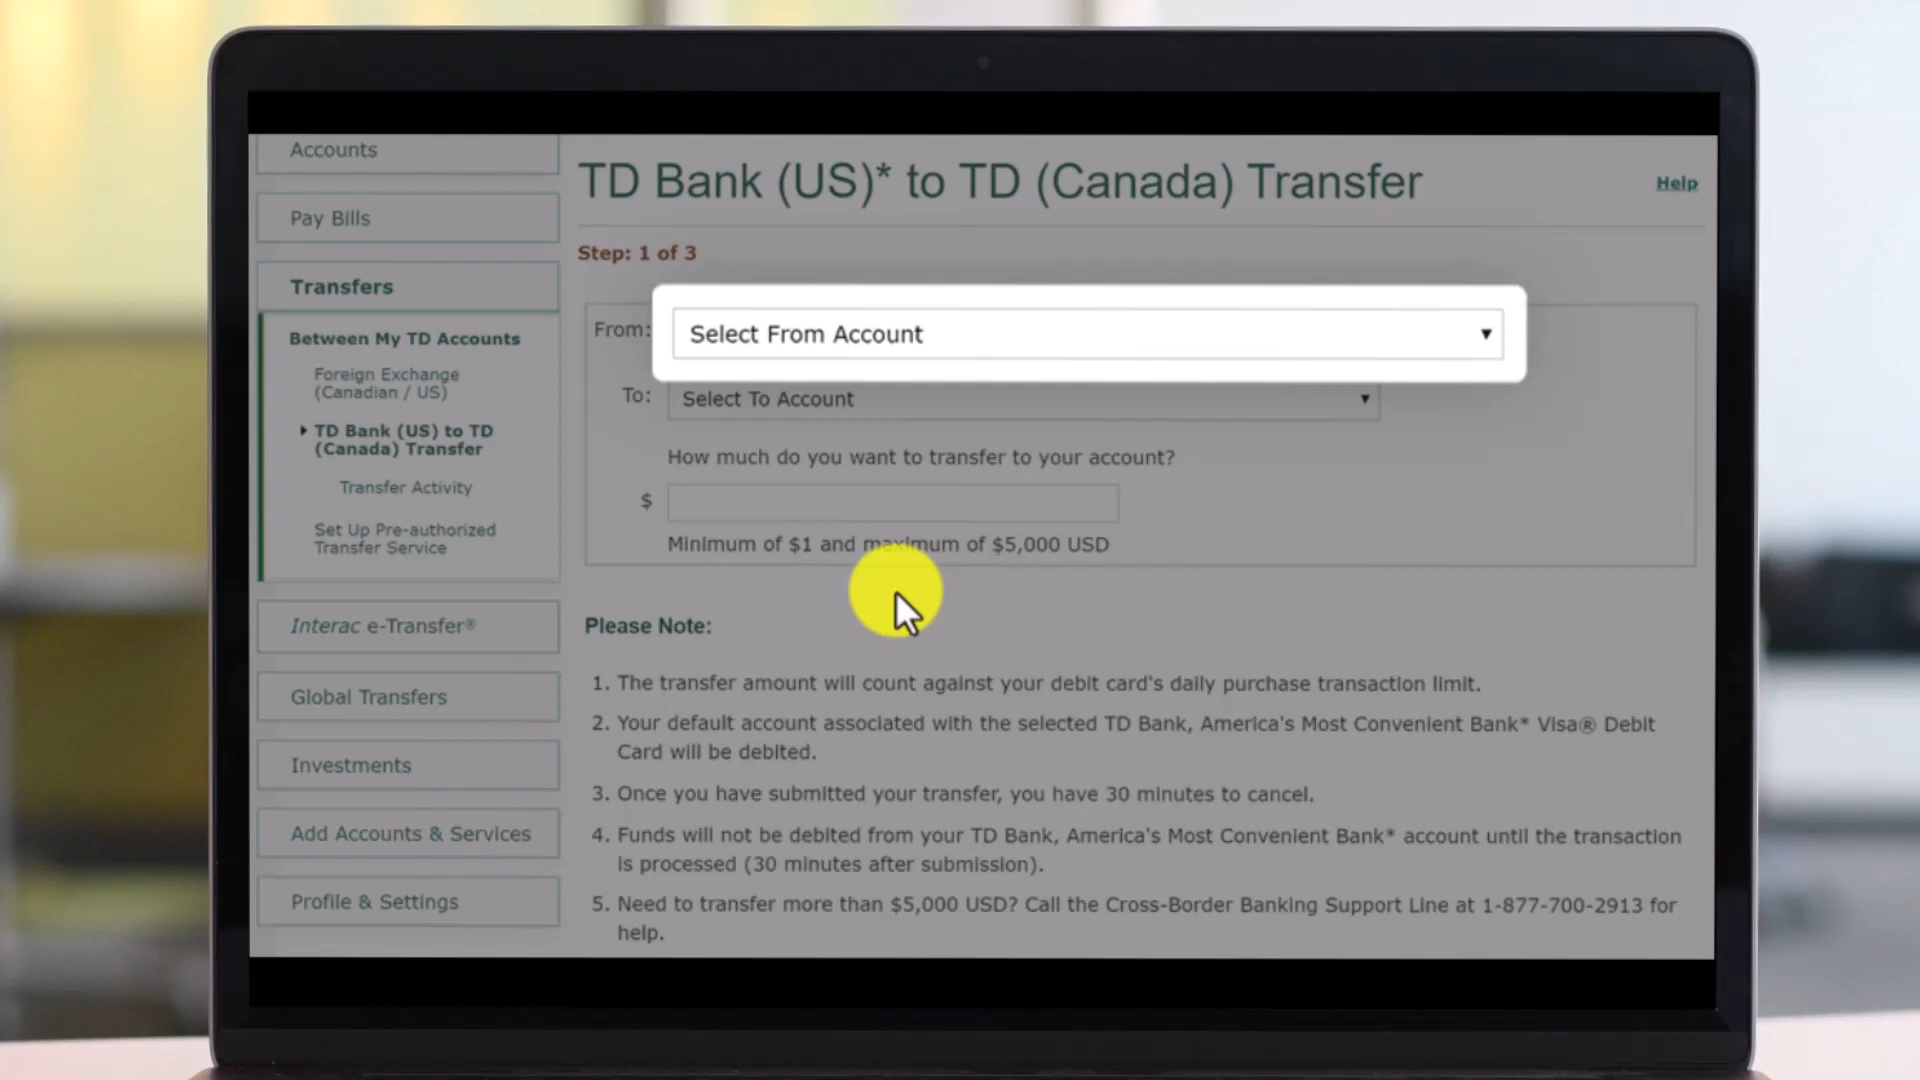 Accounts
Pay Bills
Transfers
Between My TD Accounts
Foreign Exchange
(Canadian / US)
TD Bank (US) to TD
(Canada) Transfer
Transfer Activity
Set Up Pre-authorized
Transfer Service
Interac e-Transfer®
Global Transfers
Investments
Add Accounts & Services
Profile & Settings
TD Bank (US)* to TD (Canada) Transfer
Help
Step: 1 of 3
From: Select From Account
To: Select To Account
How much do you want to transfer to your account?
$
Minimum of $1 and maximum of $5,000 USD
Please Note:
1. The transfer amount will count against your debit card's daily purchase transaction limit.
2. Your default account associated with the selected TD Bank, America's Most Convenient Bank* Visa® Debit
Card will be debited.
3. Once you have submitted your transfer, you have 30 minutes to cancel.
4. Funds will not be debited from your TD Bank, America's Most Convenient Bank* account until the transaction
is processed (30 minutes after submission).
5. Need to transfer more than $5,000 USD? Call the Cross-Border Banking Support Line at 1-877-700-2913 for
help.